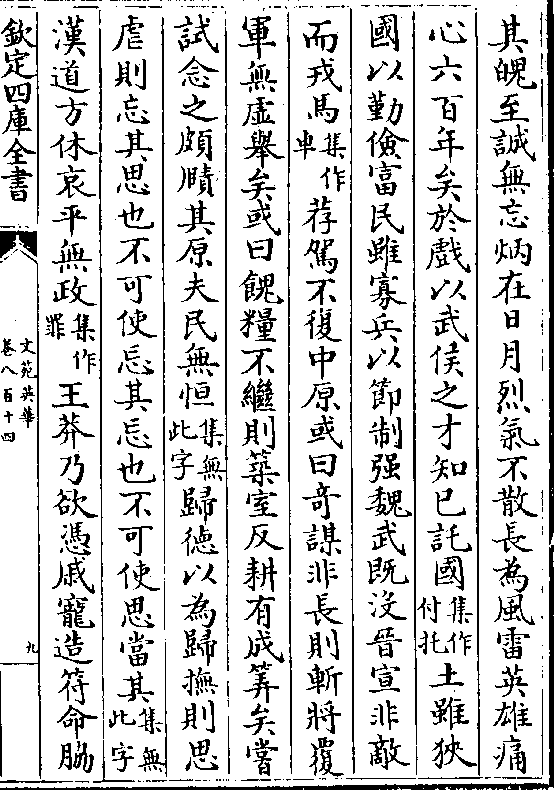 其魄至誠無忘炳在日月烈氣不散長為風雷英雄痛
心六百年矣於戲以武侯之才知已託國集作付托土雖狹
國以勤儉富民雖寡兵以節制强魏武既沒晉宣非敵
而戎馬集作車荐駕不復中原或曰竒謀非長則斬將覆
軍無虛舉矣或曰餽糧不繼則築室反耕有成筭矣嘗
試念之頗賾其原夫民無恒集無此字歸德以為歸撫則思
虐則忘其思也不可使忘其忘也不可使思當其集無此字
漢道方休哀平無政集作罪王莽乃欲憑戚寵造符命脇
欽定四庫全書
文苑英華
卷八百十四
九